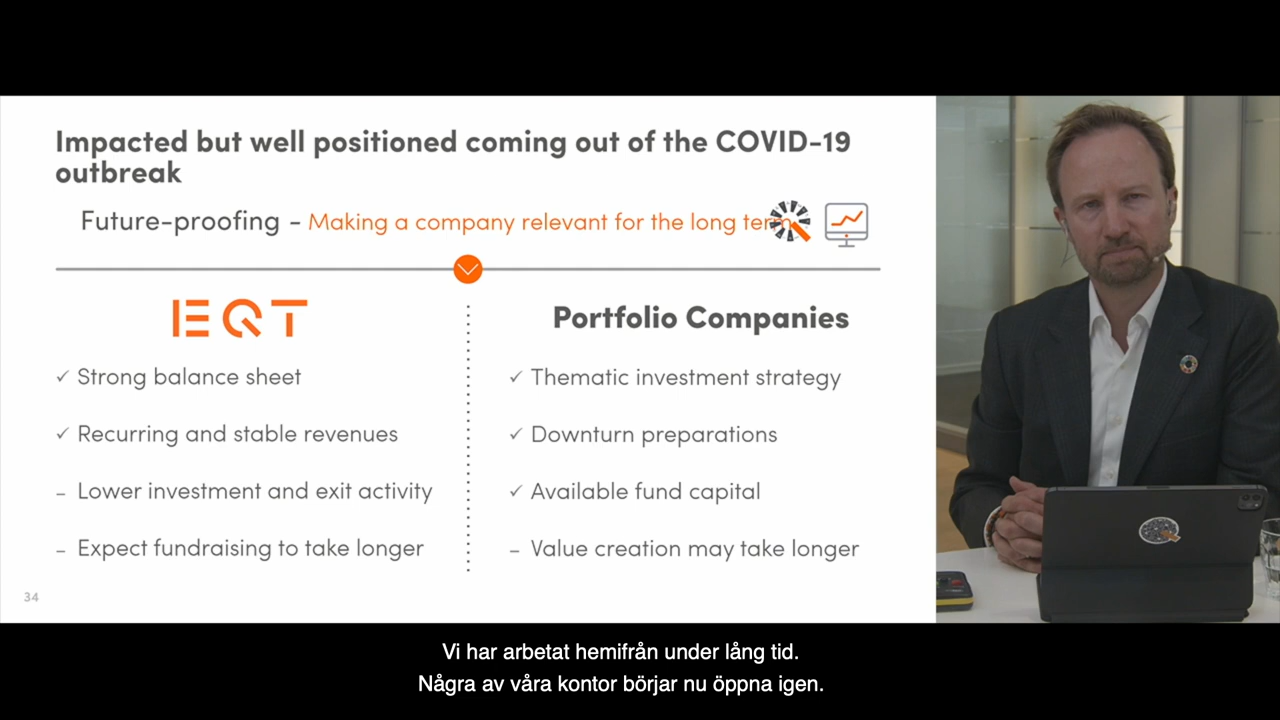 Impacted but well positioned coming out of the COVID-19
outbreak
Future-proofing - Making a company relevant for the long term
EQT
✓ Strong balance sheet
✓ Recurring and stable revenues
– Lower investment and exit activity
– Expect fundraising to take longer
Portfolio Companies
✓ Thematic investment strategy
✓ Downturn preparations
✓ Available fund capital
– Value creation may take longer
34
Vi har arbetat hemifrån under lång tid.
Några av våra kontor börjar nu öppna igen.